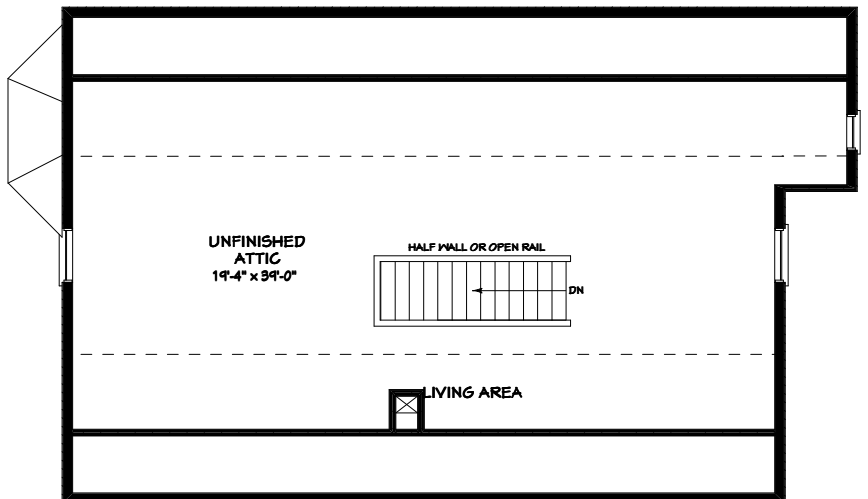 UNFINISHED
ATTIC
19'-4" x 39'-0"
HALF WALL OR OPEN RAIL
DN
LIVING AREA